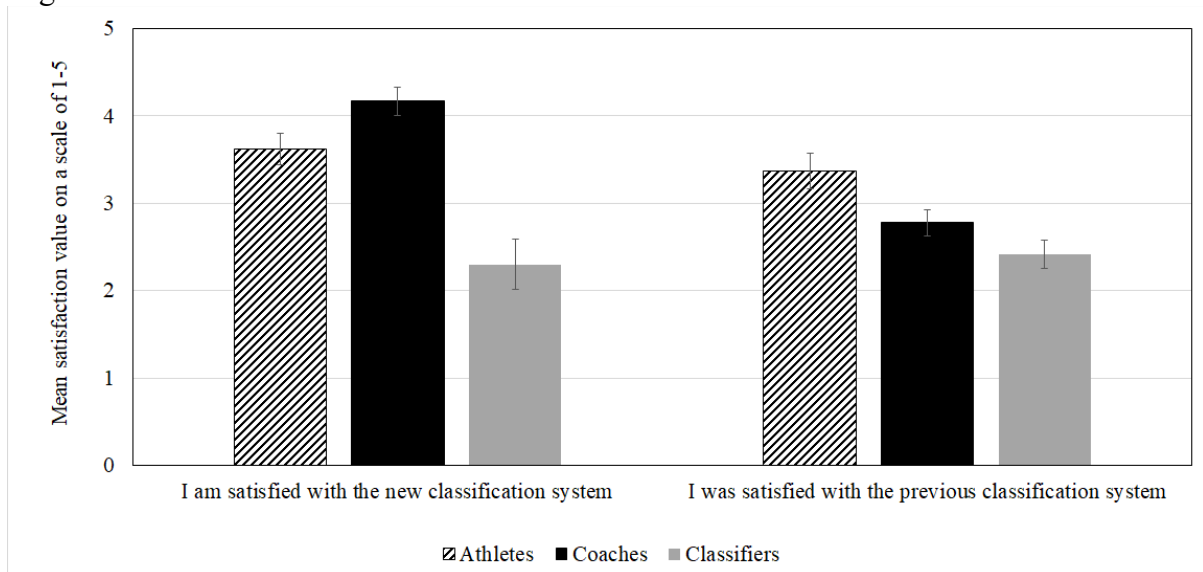 5
4
3
2
1
0
Mean satisfaction value on a scale of 1-5
I am satisfied with the new classification system
I was satisfied with the previous classification system
Athletes Coaches Classifiers